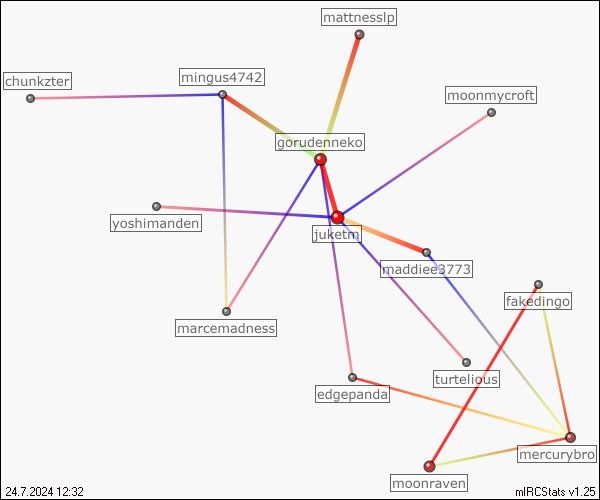 mattnesslp
mingus4742
chunkzter
moonmycroft
gorudenneko
yoshimanden
juketm
maddiee3773
fakedingo
marcemadness
turtelious
edgepanda
mercurybro
moonraven
24.7.2024 12:32
mIRCStats v1.25